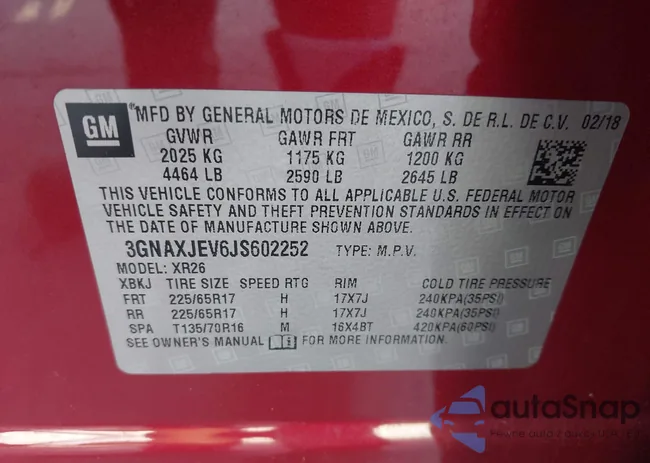 GM
MFD BY GENERAL MOTORS DE MEXICO, S. DE R.L. DE C.V. 02/18
GVWR GAWR FRT GAWR RR
2025 KG 1175 KG 1200 KG
4464 LB 2590 LB 2645 LB
THIS VEHICLE CONFORMS TO ALL APPLICABLE U.S. FEDERAL MOTOR
VEHICLE SAFETY AND THEFT PREVENTION STANDARDS IN EFFECT ON
THE DATE OF MANUFACTURE SHOWN ABOVE.
3GNAXJEV6JS602252 TYPE: M.P.V.
MODEL: XR26
XBKJ TIRE SIZE SPEED RTG RIM COLD TIRE PRESSURE
FRT 225/65R17 H 17X7J 240KPA(35PSI)
RR 225/65R17 H 17X7J 240KPA(35PSI)
SPA T135/70R16 M 16X4BT 420KPA(60PSI)
SEE OWNER'S MANUAL FOR MORE INFORMATION.
autaSnap